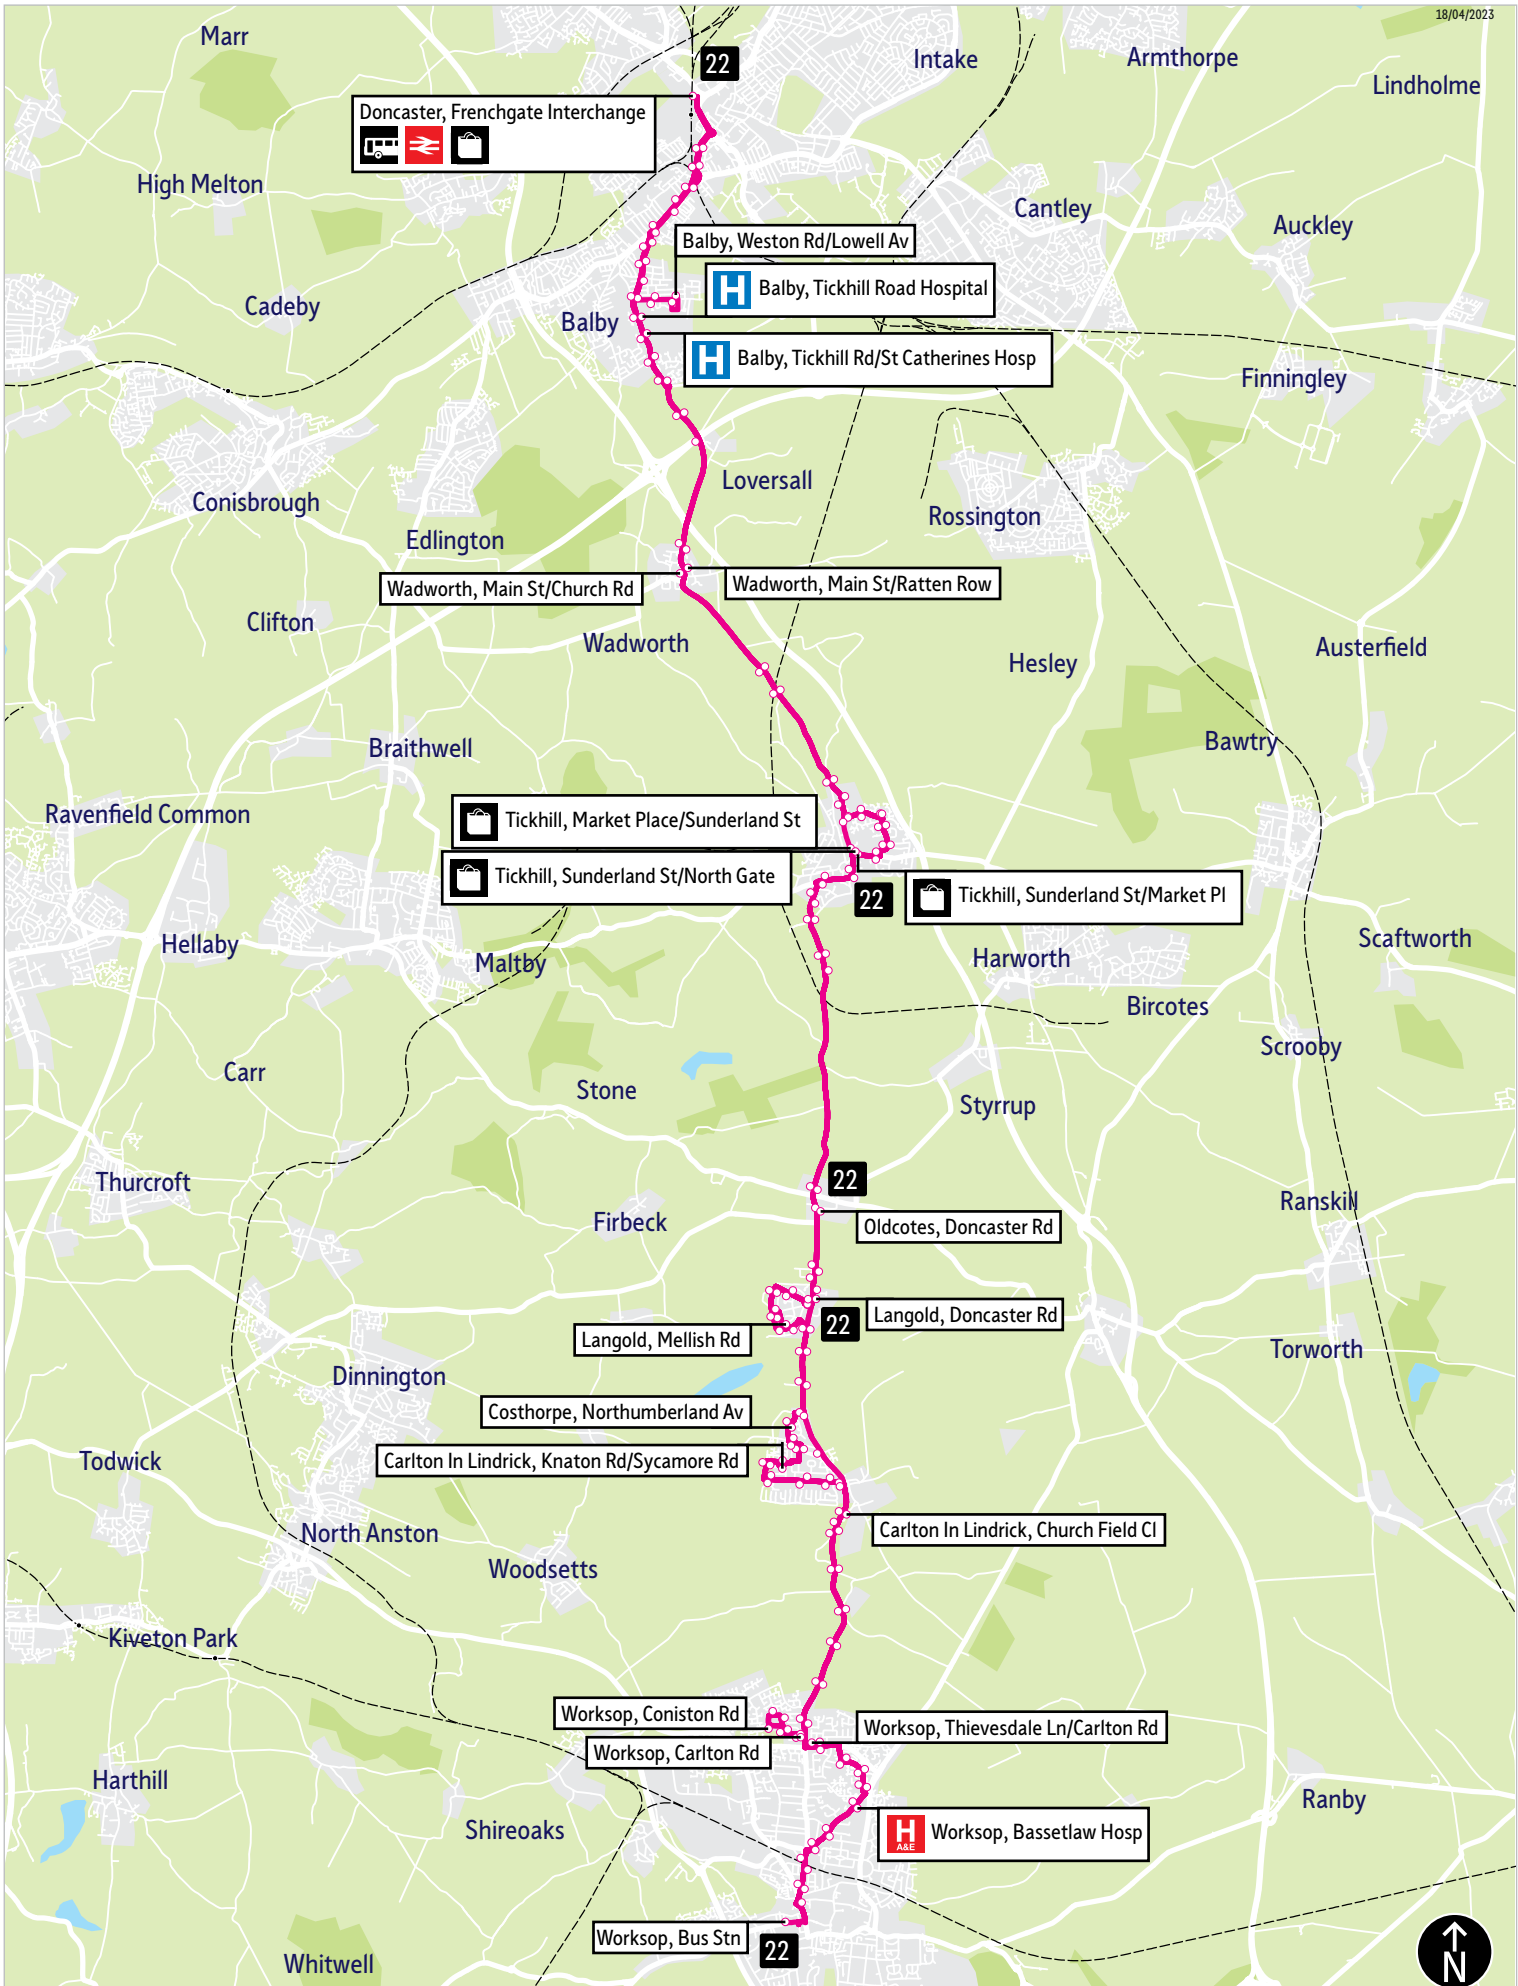 18/04/2023
Marr
22
Intake
Armthorpe
Lindholme
Doncaster, Frenchgate Interchange
High Melton
Cantley
Auckley
Balby, Weston Rd/Lowell Av
H Balby, Tickhill Road Hospital
Cadeby
Balby
H Balby, Tickhill Rd/St Catherines Hosp
Finningley
Loversall
Conisbrough
Rossington
Edlington
Wadworth, Main St/Church Rd
Wadworth, Main St/Ratten Row
Clifton
Wadworth
Hesley
Austerfield
Braithwell
Bawtry
Ravenfield Common
Tickhill, Market Place/Sunderland St
Tickhill, Sunderland St/North Gate
22
Tickhill, Sunderland St/Market Pl
Hellaby
Maltby
Harworth
Scaftworth
Bircotes
Scrooby
Carr
Stone
Styrrup
22
Thurcroft
Firbeck
Ranskill
Oldcotes, Doncaster Rd
Langold, Doncaster Rd
22
Langold, Mellish Rd
Torworth
Dinnington
Costhorpe, Northumberland Av
Todwick
Carlton In Lindrick, Knaton Rd/Sycamore Rd
North Anston
Carlton In Lindrick, Church Field Cl
Woodsetts
Kiveton Park
Worksop, Coniston Rd
Worksop, Thievesdale Ln/Carlton Rd
Worksop, Carlton Rd
Harthill
Ranby
Shireoaks
H A&E Worksop, Bassetlaw Hosp
Worksop, Bus Stn
22
Whitwell
N